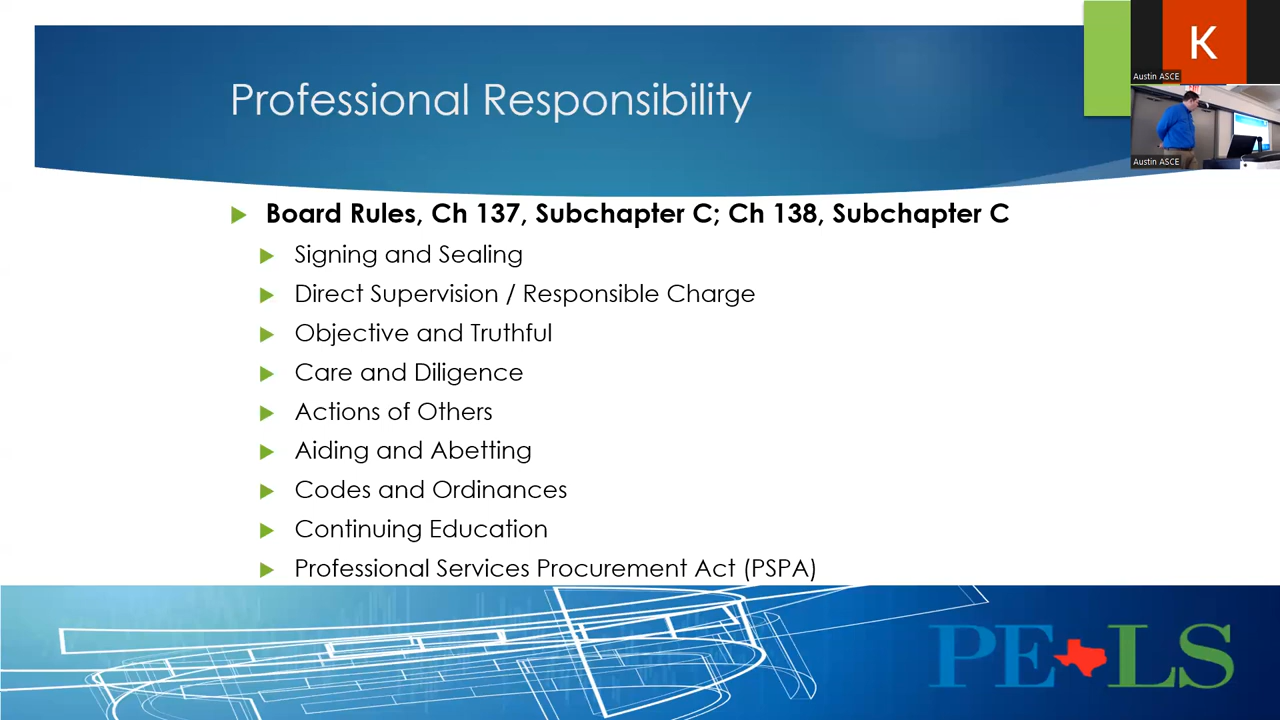 Professional Responsibility
K
Austin ASCE
Austin ASCE
Board Rules, Ch 137, Subchapter C; Ch 138, Subchapter C
Signing and Sealing
Direct Supervision / Responsible Charge
Objective and Truthful
Care and Diligence
Actions of Others
Aiding and Abetting
Codes and Ordinances
Continuing Education
Professional Services Procurement Act (PSPA)
PE LS